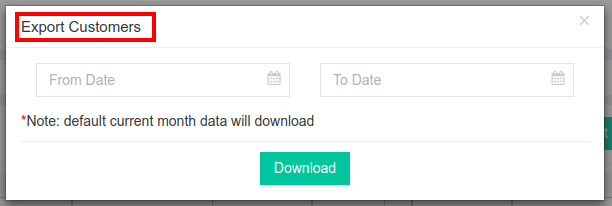 Export Customers ×
From Date To Date
*Note: default current month data will download
Download